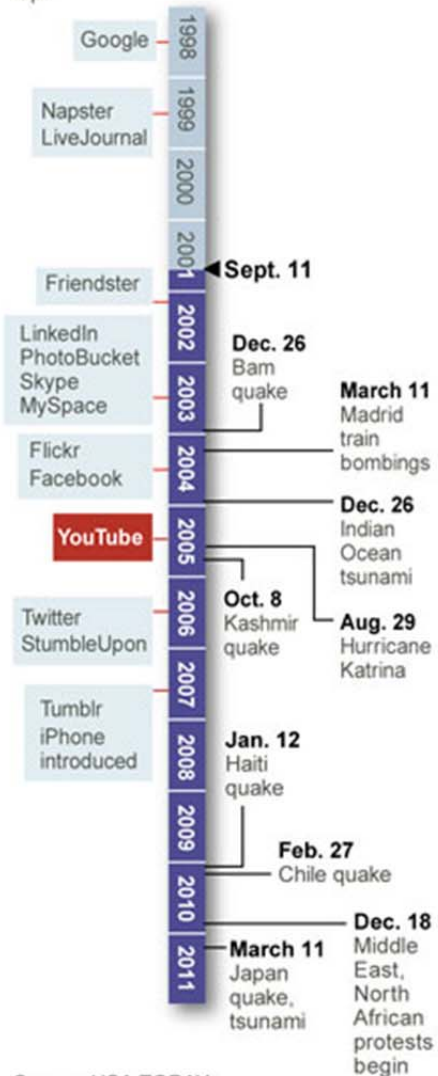 Google
1998
Napster
LiveJournal
1999
2000
2001
Sept. 11
Friendster
2002
LinkedIn
PhotoBucket
Skype
MySpace
2003
Dec. 26
Bam
quake
March 11
Madrid
train
bombings
Flickr
Facebook
2004
Dec. 26
Indian
Ocean
tsunami
YouTube
2005
Oct. 8
Kashmir
quake
Aug. 29
Hurricane
Katrina
Twitter
StumbleUpon
2006
2007
Tumblr
iPhone
introduced
2008
Jan. 12
Haiti
quake
2009
Feb. 27
Chile quake
2010
Dec. 18
Middle
East,
North
African
protests
begin
2011
March 11
Japan
quake,
tsunami